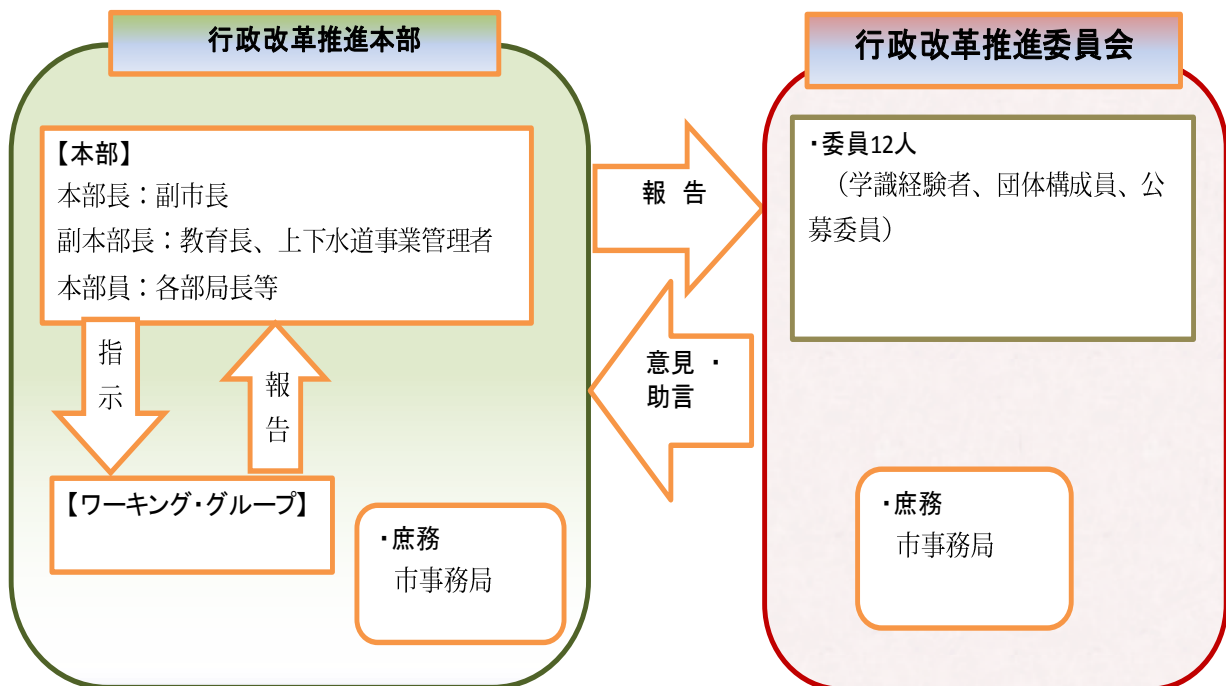 行政改革推進本部
【本部】
本部長：副市長
副本部長：教育長、上下水道事業管理者
本部員：各部局長等
指
示
報
告
【ワーキング・グループ】
・庶務
市事務局
報 告
意見 ・
助言
行政改革推進委員会
・委員12人
（学識経験者、団体構成員、公
募委員）
・庶務
市事務局